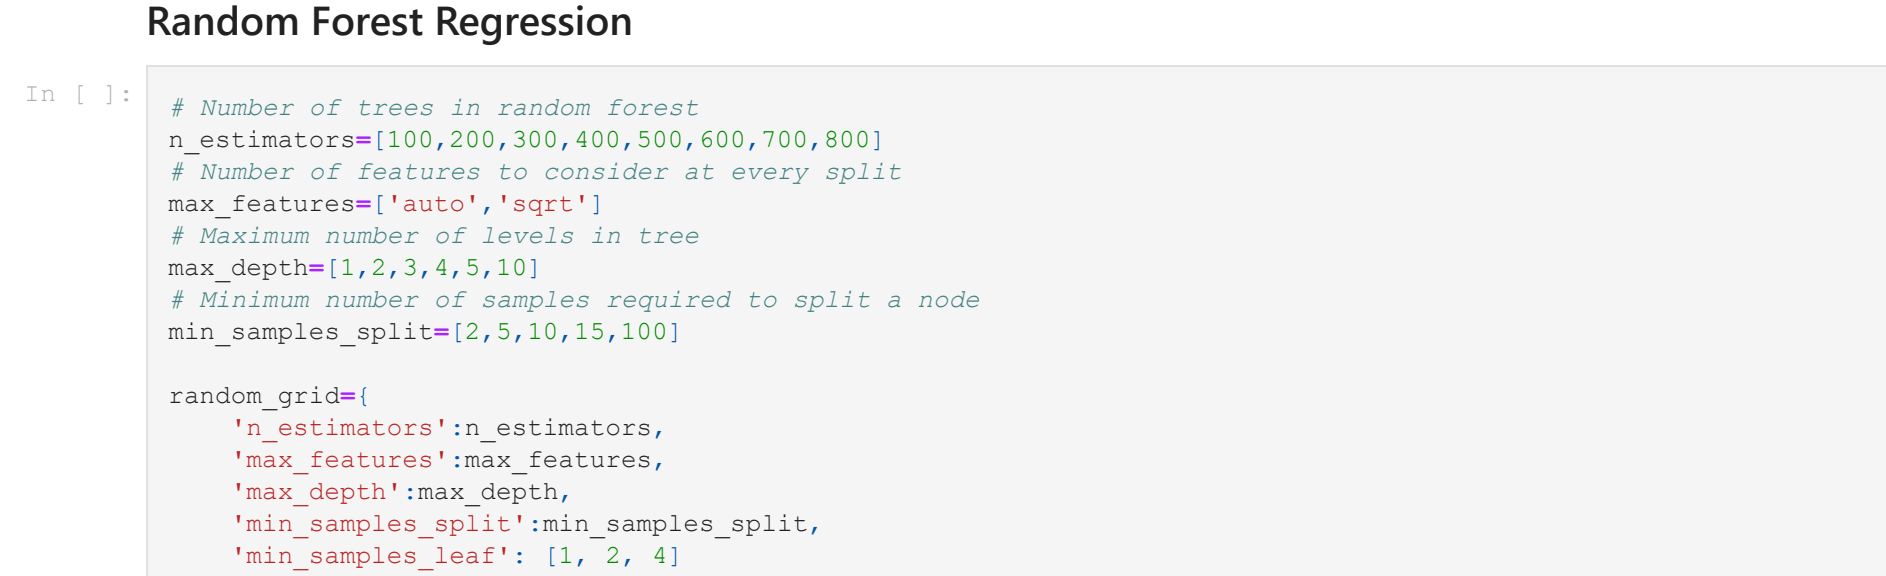 Random Forest Regression
In [ ]:
# Number of trees in random forest
n_estimators=[100,200,300,400,500,600,700,800]
# Number of features to consider at every split
max_features=['auto','sqrt']
# Maximum number of levels in tree
max_depth=[1,2,3,4,5,10]
# Minimum number of samples required to split a node
min_samples_split=[2,5,10,15,100]

random_grid={
    'n_estimators':n_estimators,
    'max_features':max_features,
    'max_depth':max_depth,
    'min_samples_split':min_samples_split,
    'min_samples_leaf': [1, 2, 4]